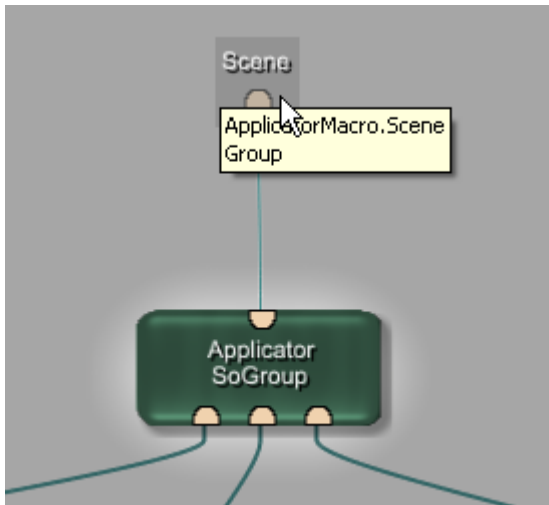 Scene
ApplicatorMacro.Scene
Group
Applicator
SoGroup